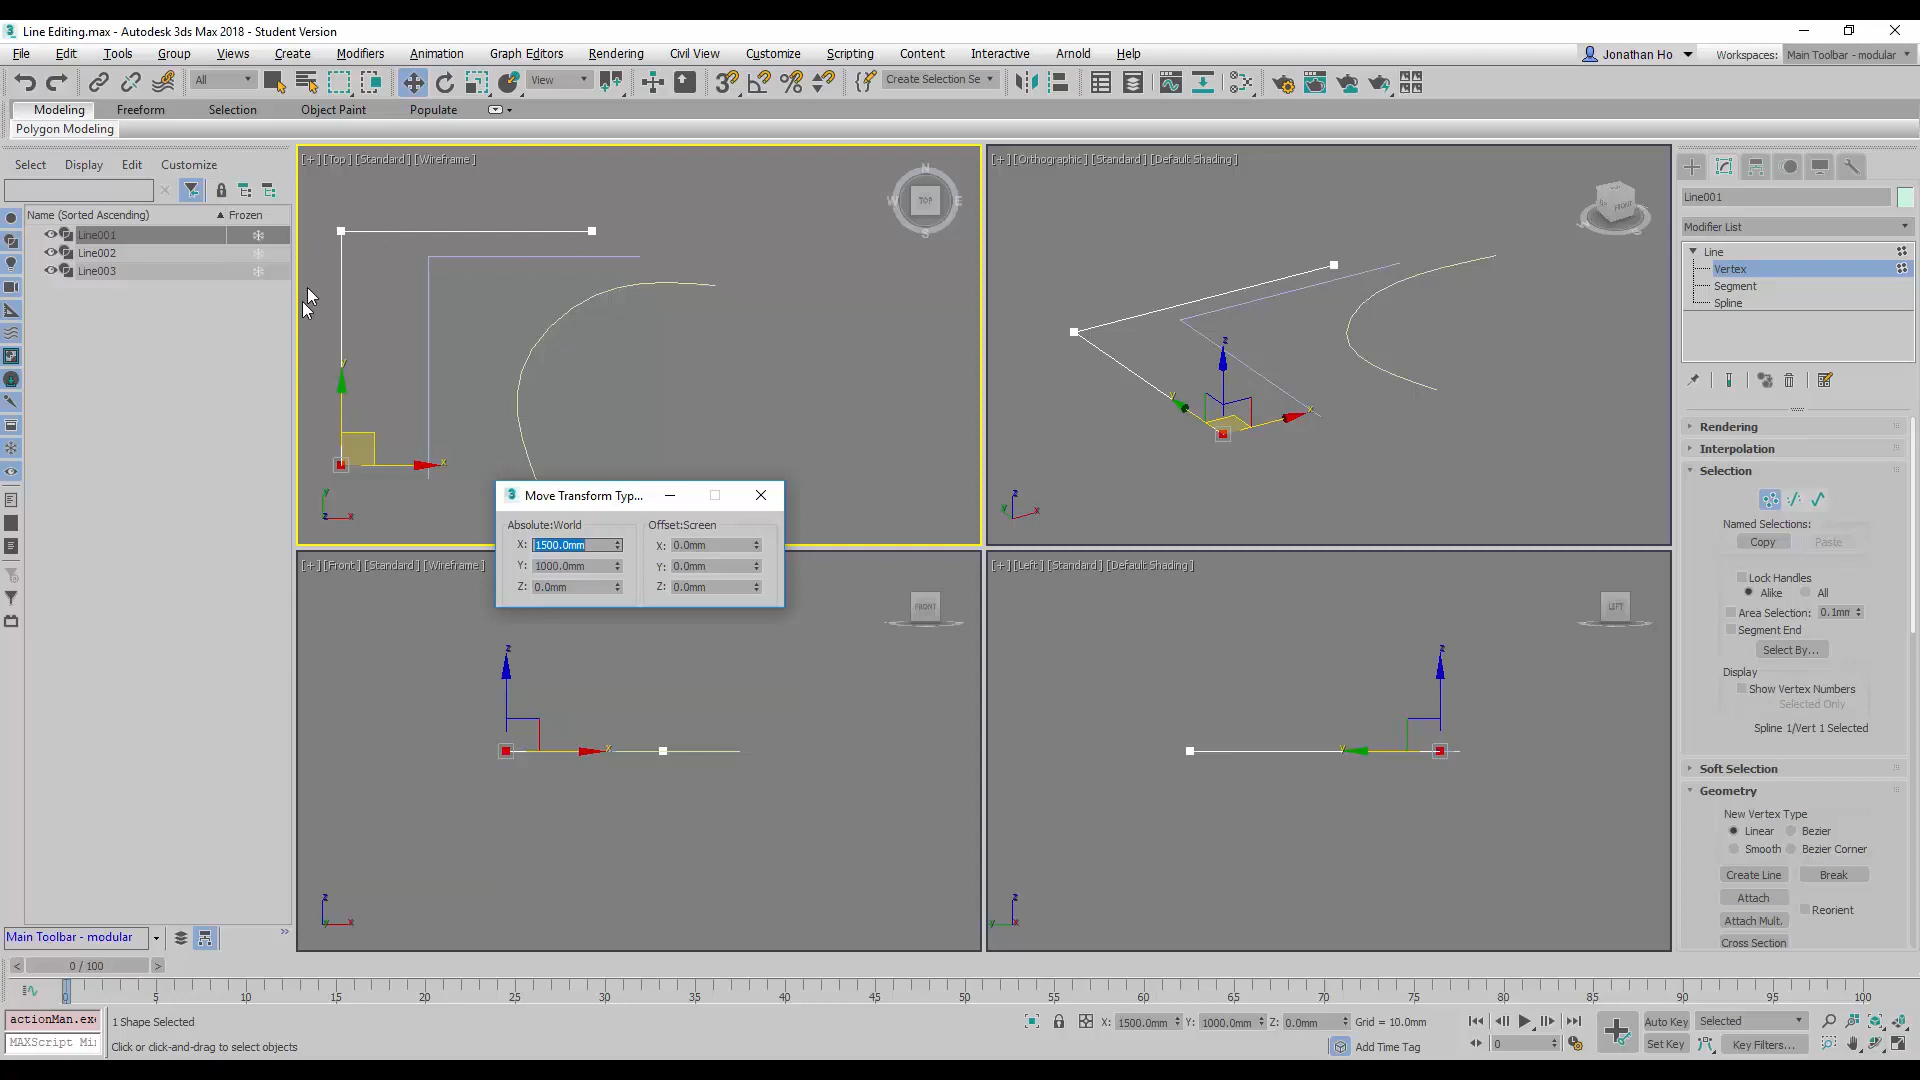 Line Editing.max - Autodesk 3ds Max 2018 - Student Version
File Edit Tools Group Views Create Modifiers Animation Graph Editors Rendering Civil View Customize Scripting Content Interactive Arnold Help
Jonathan Ho Workspaces: Main Toolbar - modular
All View Create Selection Se
Modeling Freeform Selection Object Paint Populate
Polygon Modeling
Select Display Edit Customize
Name (Sorted Ascending) Frozen
Line001
Line002
Line003
Main Toolbar - modular
[+] [Top] [Standard] [Wireframe]
N
W TOP E
S
y
x
y
z x
[+] [Orthographic] [Standard] [Default Shading]
FRONT
z
y
x
z
y x
Move Transform Typ...
Absolute:World Offset:Screen
X: 1500.0mm X: 0.0mm
Y: 1000.0mm Y: 0.0mm
Z: 0.0mm Z: 0.0mm
[+] [Front] [Standard] [Wireframe]
FRONT
z
x
z
y x
[+] [Left] [Standard] [Default Shading]
LEFT
z
y
z
y x
Line001
Modifier List
Line
Vertex
Segment
Spline
Rendering
Interpolation
Selection
Named Selections:
Copy Paste
Lock Handles
Alike All
Area Selection: 0.1mm
Segment End
Select By...
Display
Show Vertex Numbers
Selected Only
Spline 1/Vert 1 Selected
Soft Selection
Geometry
New Vertex Type
Linear Bezier
Smooth Bezier Corner
Create Line Break
Attach
Reorient
Attach Mult.
Cross Section
< 0 / 100 >
0 5 10 15 20 25 30 35 40 45 50 55 60 65 70 75 80 85 90 95 100
actionMan.exe
MAXScript Mi
1 Shape Selected
Click or click-and-drag to select objects
X: 1500.0mm Y: 1000.0mm Z: 0.0mm Grid = 10.0mm
Add Time Tag
0
Auto Key Selected
Set Key Key Filters...